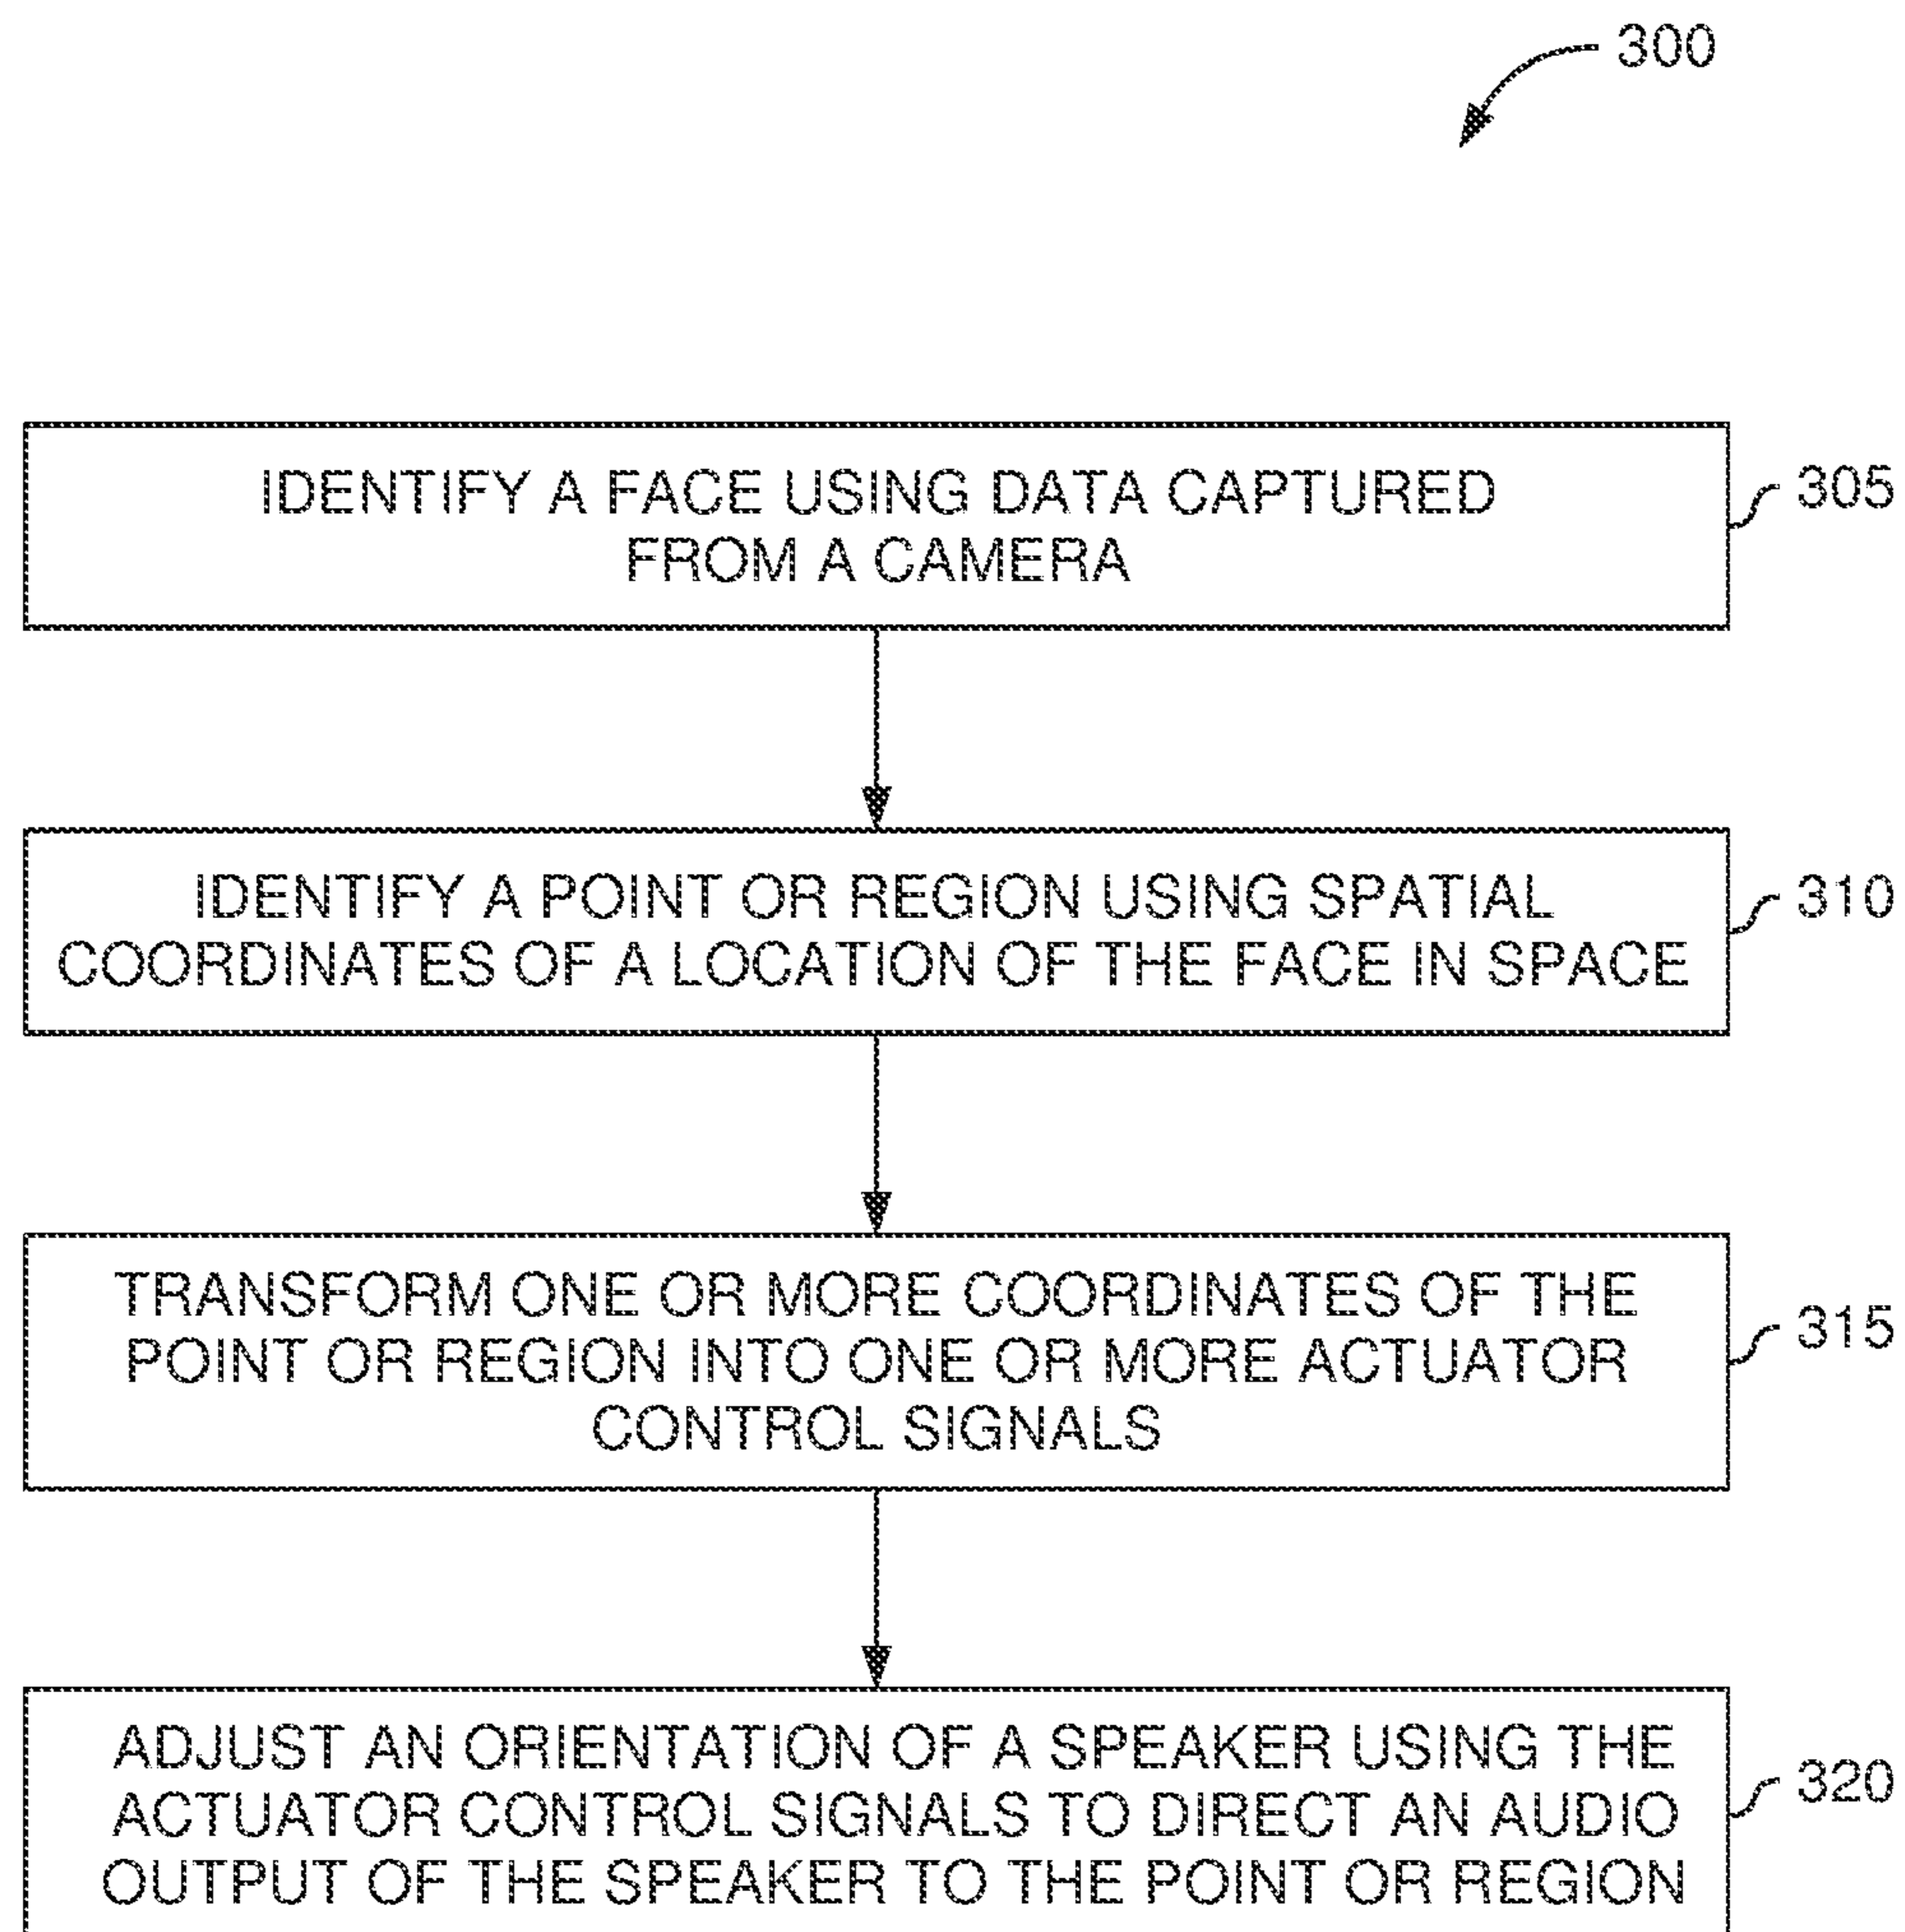 300
IDENTIFY A FACE USING DATA CAPTURED
FROM A CAMERA
305
IDENTIFY A POINT OR REGION USING SPATIAL
COORDINATES OF A LOCATION OF THE FACE IN SPACE
310
TRANSFORM ONE OR MORE COORDINATES OF THE
POINT OR REGION INTO ONE OR MORE ACTUATOR
CONTROL SIGNALS
315
ADJUST AN ORIENTATION OF A SPEAKER USING THE
ACTUATOR CONTROL SIGNALS TO DIRECT AN AUDIO
OUTPUT OF THE SPEAKER TO THE POINT OR REGION
320